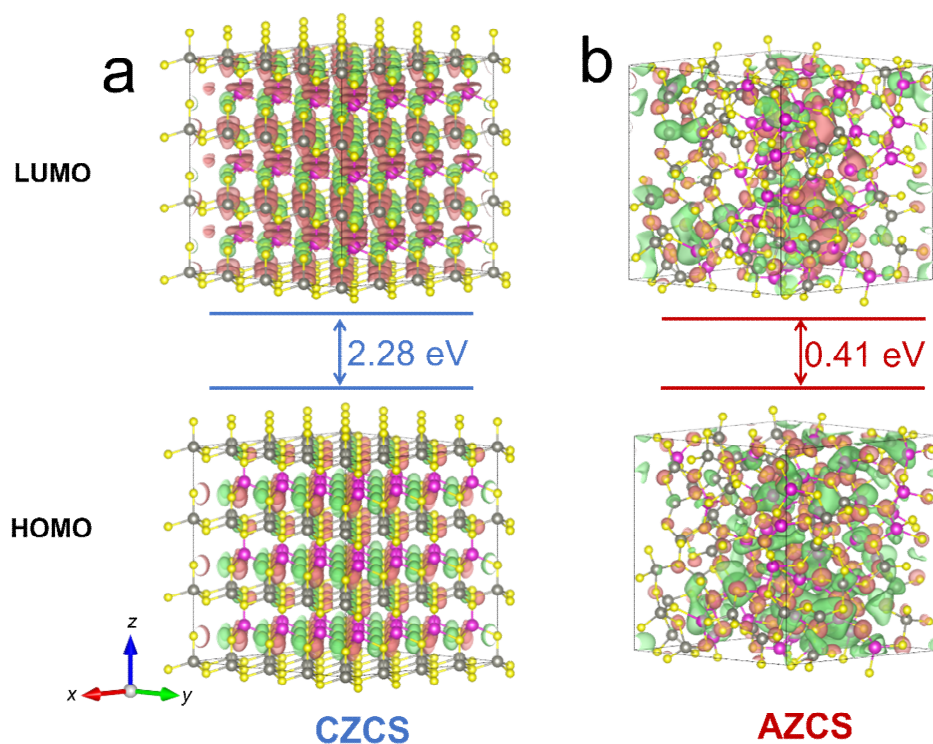 a
b
LUMO
2.28 eV
0.41 eV
HOMO
z
x
y
CZCS
AZCS